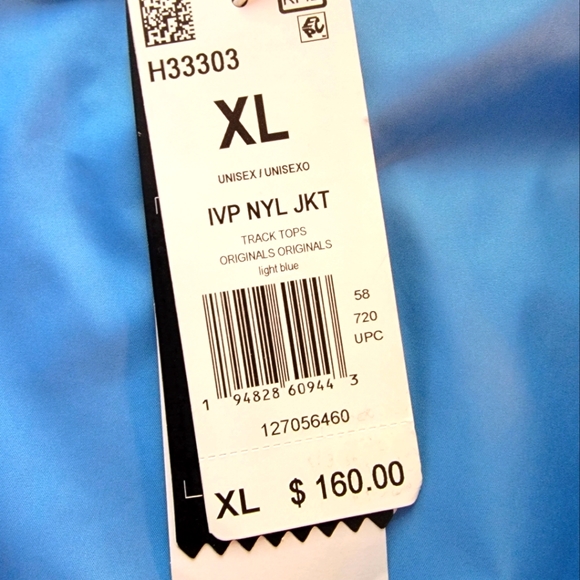 H33303
XL
UNISEX / UNISEXO
IVP NYL JKT
TRACK TOPS
ORIGINALS ORIGINALS
light blue
58
720
UPC
1 94828 60944 3
127056460
XL $ 160.00